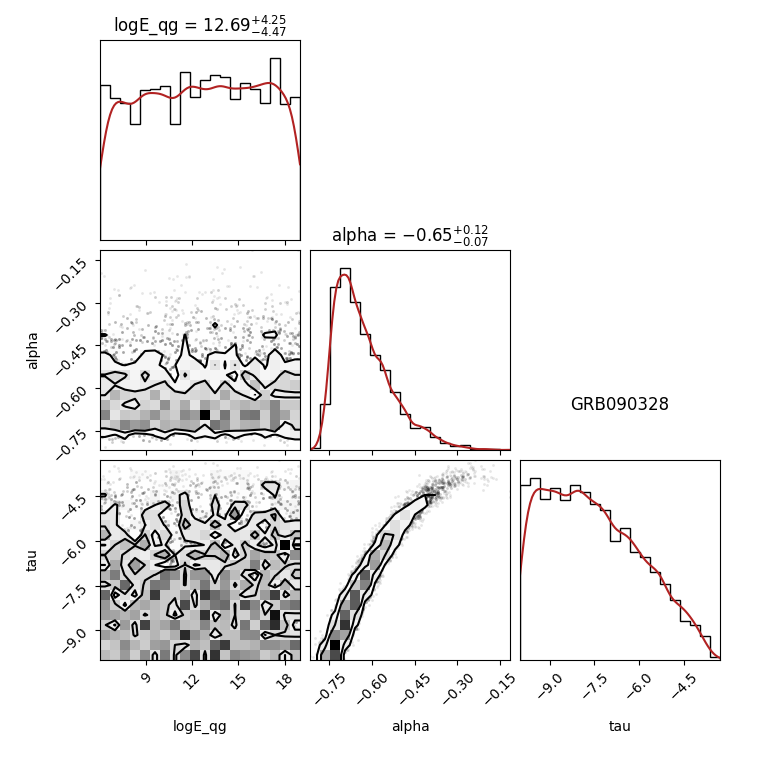 logE_qg = 12.69^{+4.25}_{−4.47}
alpha = −0.65^{+0.12}_{−0.07}
alpha
−0.15
−0.30
−0.45
−0.60
−0.75
GRB090328
tau
−4.5
−6.0
−7.5
−9.0
9 12 15 18
−0.75 −0.60 −0.45 −0.30 −0.15
−9.0 −7.5 −6.0 −4.5
logE_qg alpha tau